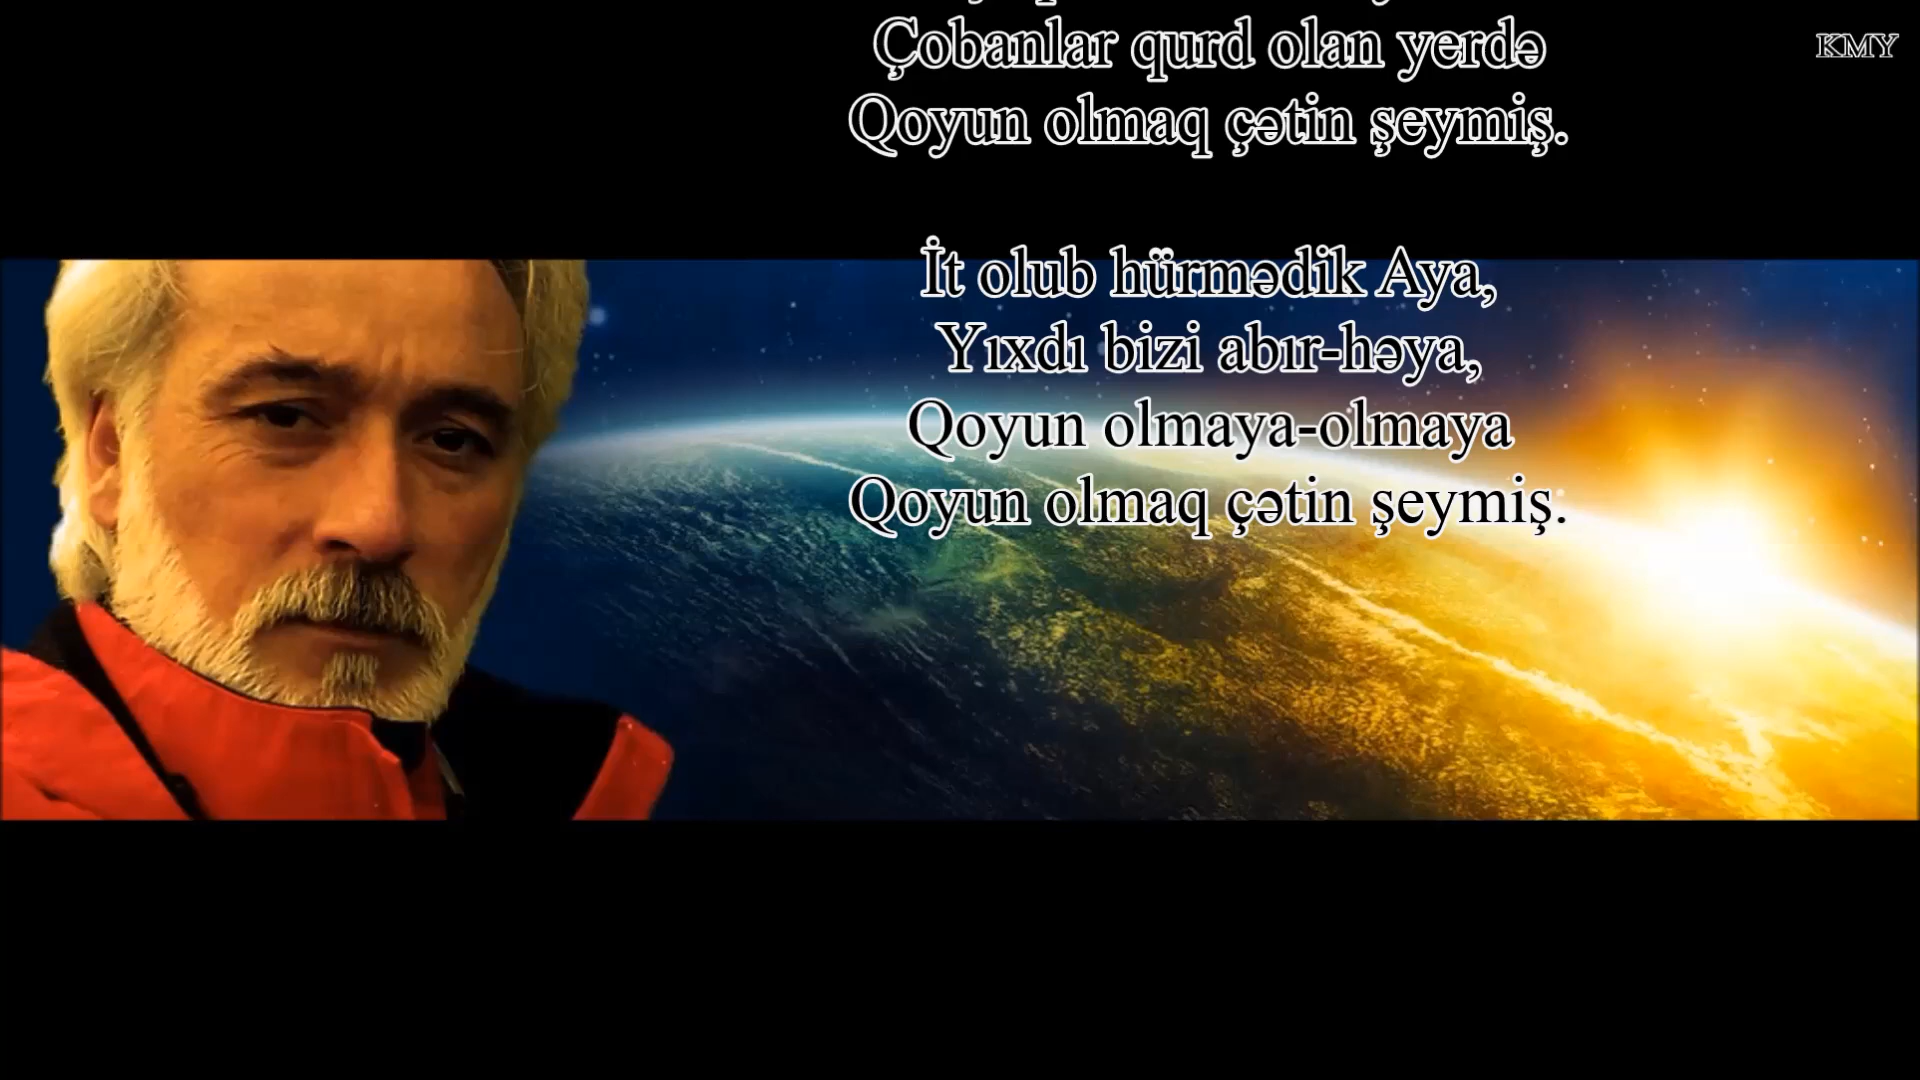 Çobanlar qurd olan yerdə
KMY
Qoyun olmaq çətin şeymiş.
İt olub hürmədik Aya,
Yıxdı bizi abır-həya,
Qoyun olmaya-olmaya
Qoyun olmaq çətin şeymiş.